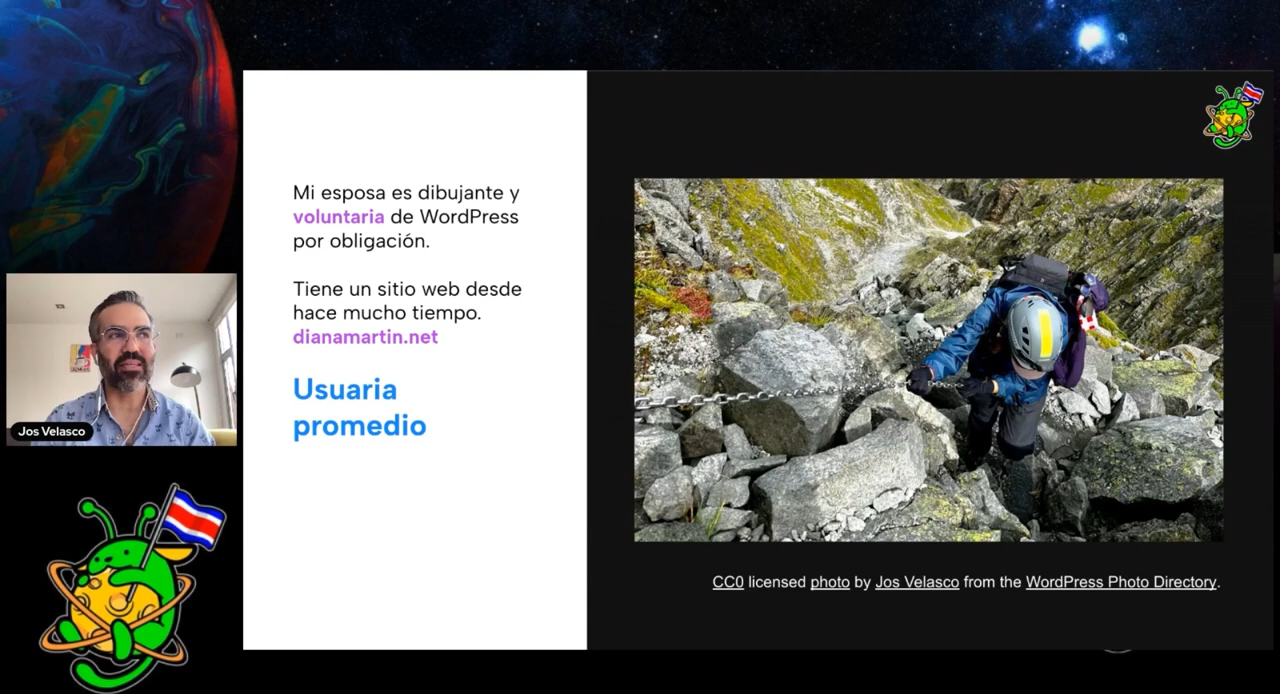 Mi esposa es dibujante y
voluntaria de WordPress
por obligación.
Tiene un sitio web desde
hace mucho tiempo.
dianamartin.net
Usuaria
promedio
Jos Velasco
CC0 licensed photo by Jos Velasco from the WordPress Photo Directory.